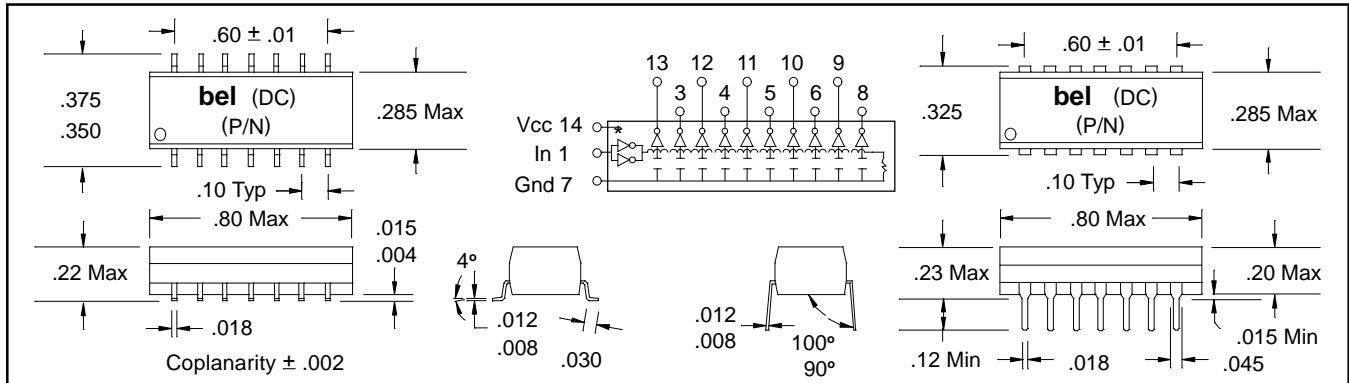 .60 ± .01
.375
.350
bel (DC)
(P/N)
.285 Max
.10 Typ
.80 Max
.22 Max
.015
.004
.018
Coplanarity ± .002
4º
.012
.008
.030
13 12 11 10 9
3 4 5 6 8
Vcc 14
*
In 1
Gnd 7
.012
.008
100º
90º
.60 ± .01
.325
bel (DC)
(P/N)
.285 Max
.10 Typ
.80 Max
.23 Max
.20 Max
.015 Min
.12 Min
.018
.045